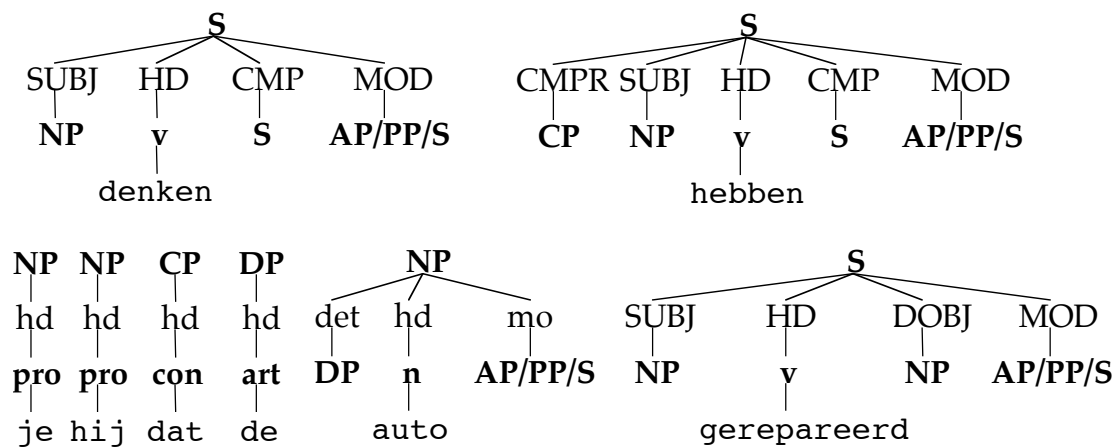 S S
SUBJ HD CMP MOD CMPR SUBJ HD CMP MOD
NP v S AP/PP/S CP NP v S AP/PP/S
denken hebben
NP NP CP DP NP S
hd hd hd hd det hd mo SUBJ HD DOBJ MOD
pro pro con art DP n AP/PP/S NP v NP AP/PP/S
je hij dat de auto gerepareerd